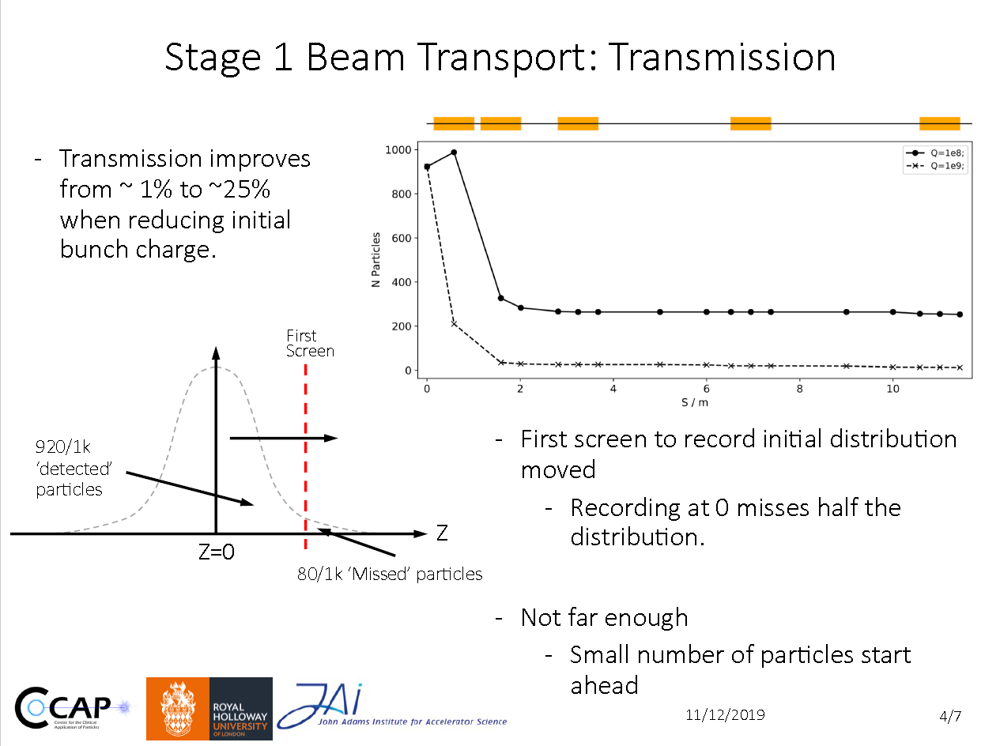 Stage 1 Beam Transport: Transmission
- Transmission improves
from ~ 1% to ~25%
when reducing initial
bunch charge.
1000
800
600
400
200
0
N Particles
Q=1e8;
Q=1e9;
0 2 4 6 8 10
S / m
First
Screen
920/1k
‘detected’
particles
Z
Z=0
80/1k ‘Missed’ particles
- First screen to record initial distribution
moved
- Recording at 0 misses half the
distribution.
- Not far enough
- Small number of particles start
ahead
CCAP
Centre for the Clinical
Application of Particles
ROYAL
HOLLOWAY
UNIVERSITY
OF LONDON
JAi
John Adams Institute for Accelerator Science
11/12/2019
4/7